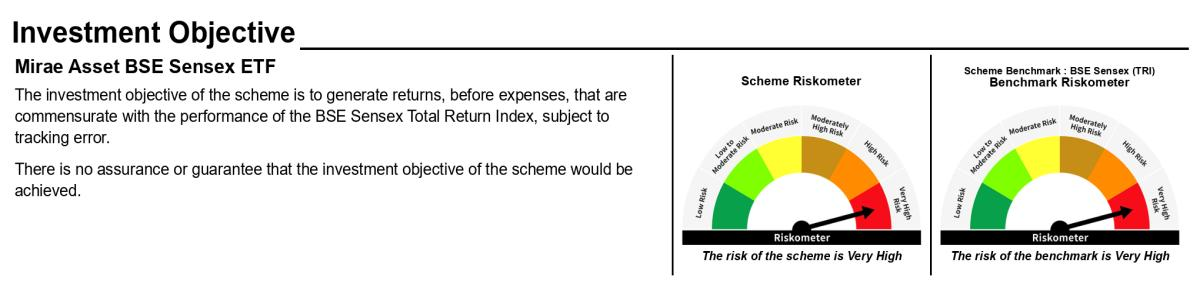 Investment Objective
Mirae Asset BSE Sensex ETF
The investment objective of the scheme is to generate returns, before expenses, that are
commensurate with the performance of the BSE Sensex Total Return Index, subject to
tracking error.
There is no assurance or guarantee that the investment objective of the scheme would be
achieved.
Scheme Riskometer
Low Risk
Low to
Moderate Risk
Moderate Risk
Moderately
High Risk
High Risk
Very High
Risk
Riskometer
The risk of the scheme is Very High
Scheme Benchmark : BSE Sensex (TRI)
Benchmark Riskometer
Low Risk
Low to
Moderate Risk
Moderate Risk
Moderately
High Risk
High Risk
Very High
Risk
Riskometer
The risk of the benchmark is Very High